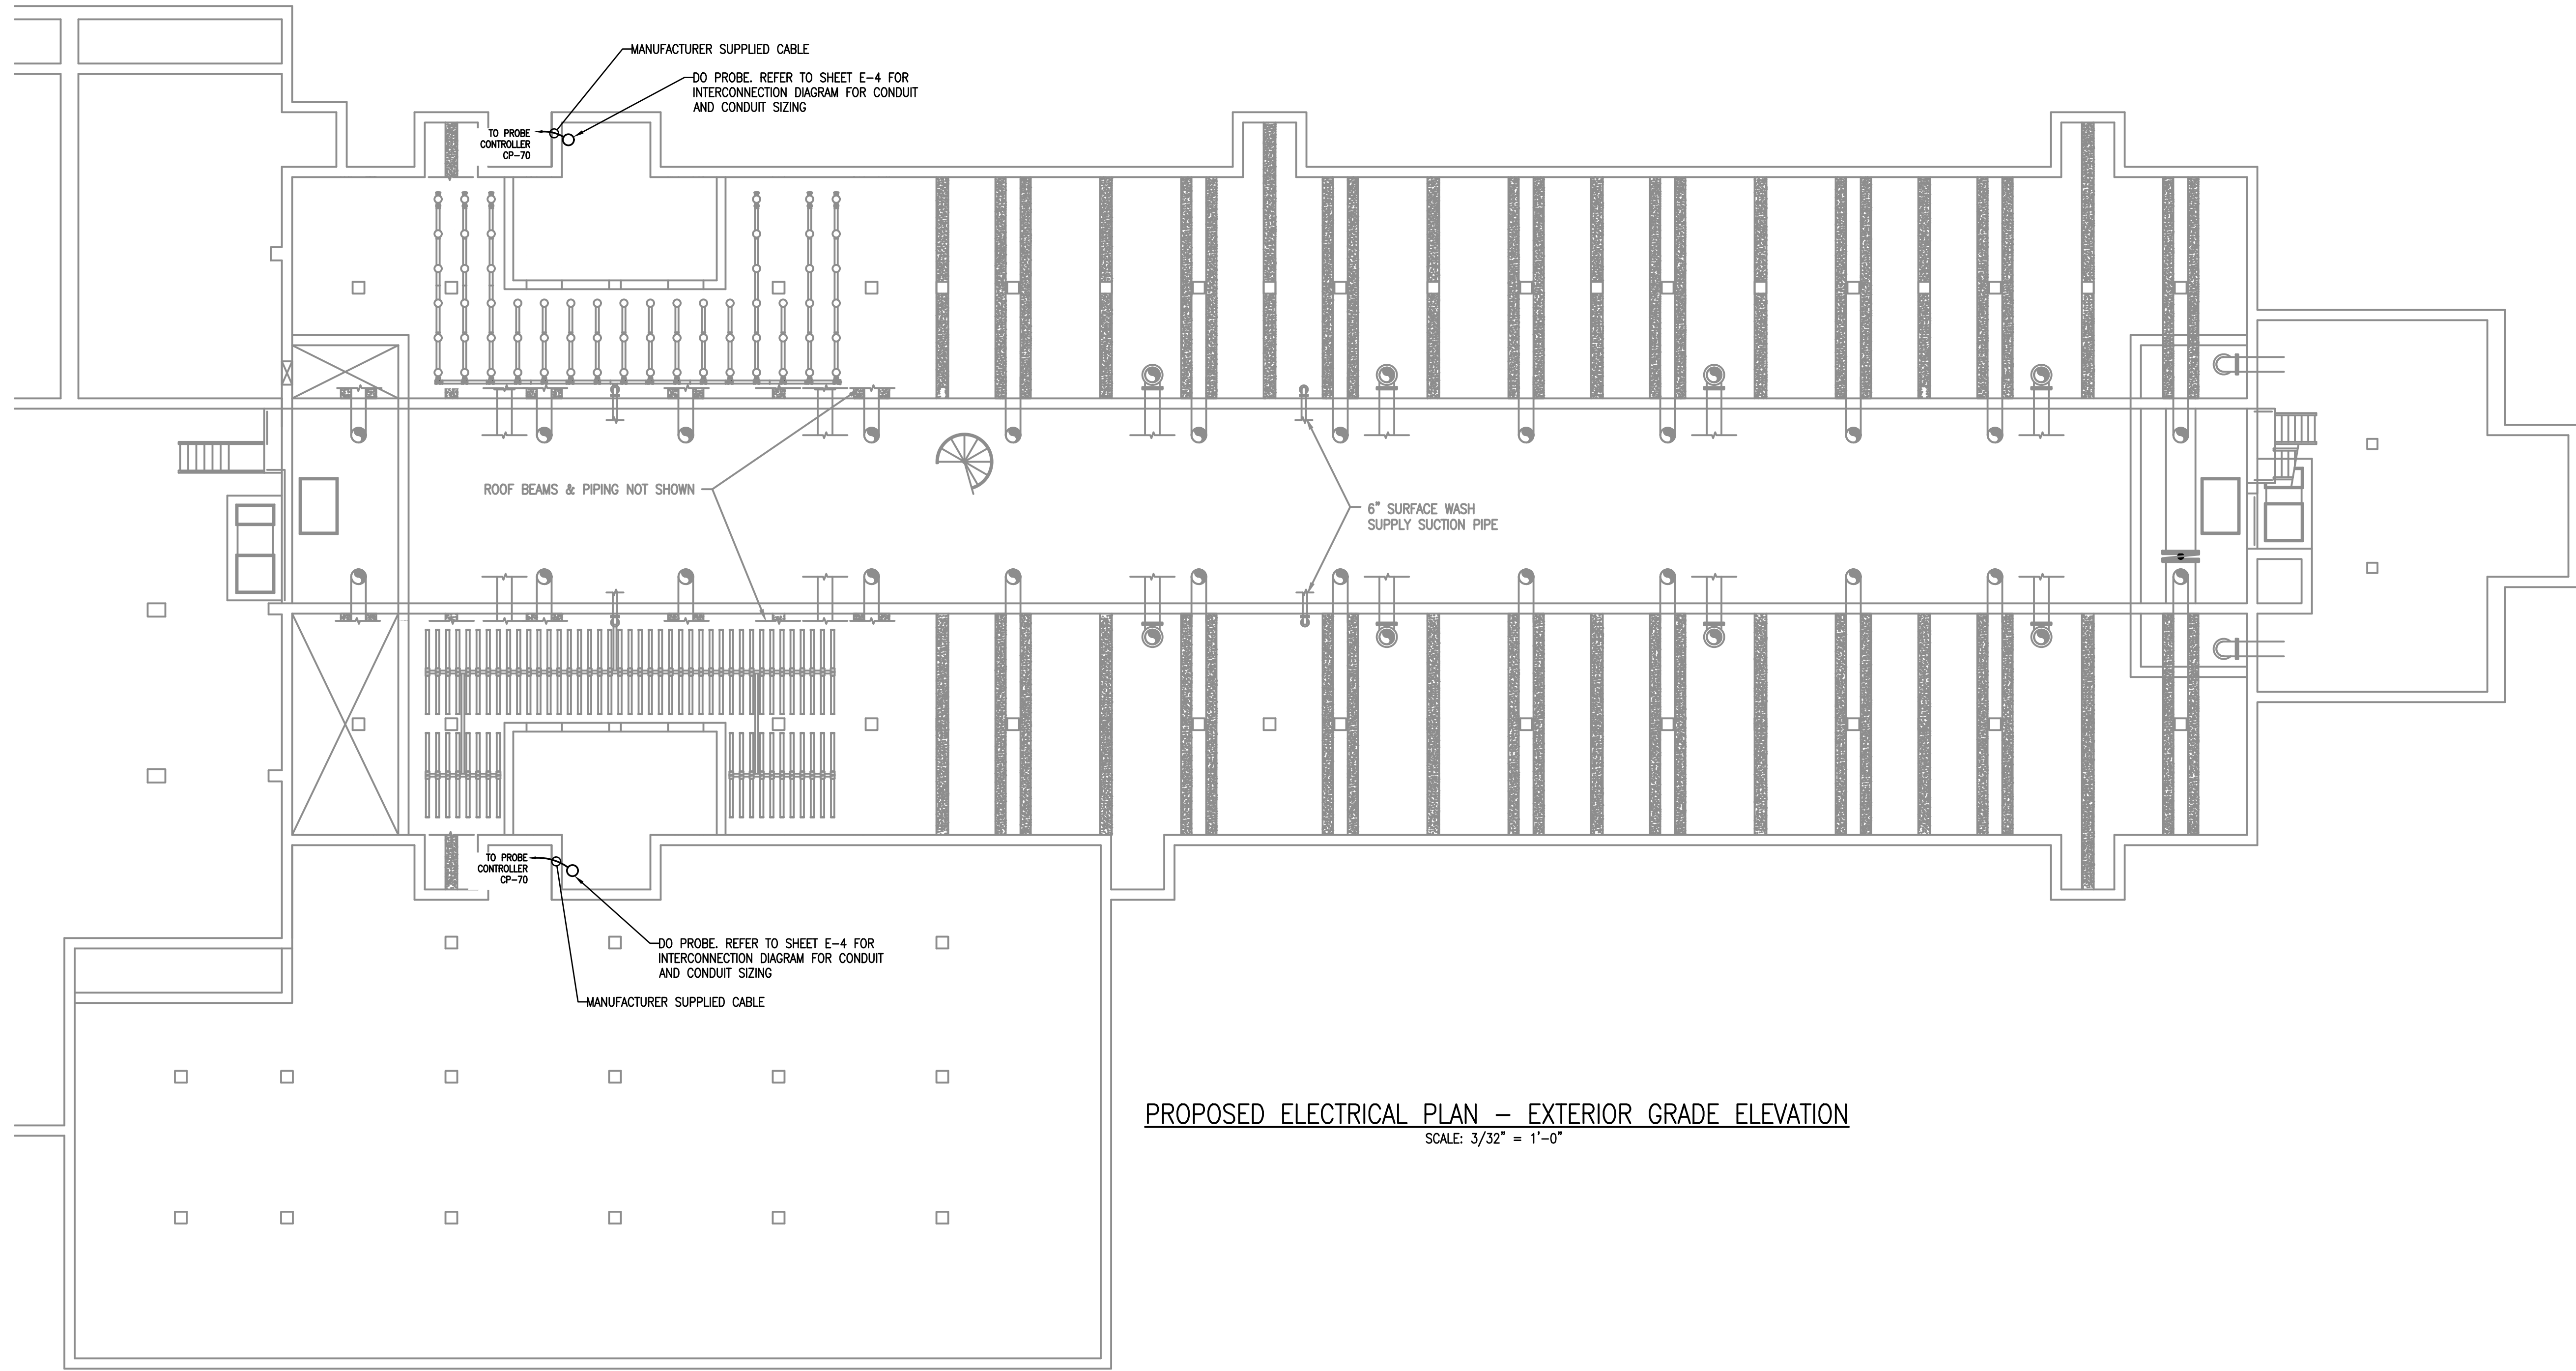 MANUFACTURER SUPPLIED CABLE
DO PROBE. REFER TO SHEET E-4 FOR
INTERCONNECTION DIAGRAM FOR CONDUIT
AND CONDUIT SIZING
TO PROBE
CONTROLLER
CP-70
ROOF BEAMS & PIPING NOT SHOWN
6" SURFACE WASH
SUPPLY SUCTION PIPE
TO PROBE
CONTROLLER
CP-70
DO PROBE. REFER TO SHEET E-4 FOR
INTERCONNECTION DIAGRAM FOR CONDUIT
AND CONDUIT SIZING
MANUFACTURER SUPPLIED CABLE
PROPOSED ELECTRICAL PLAN - EXTERIOR GRADE ELEVATION
SCALE: 3/32" = 1'-0"